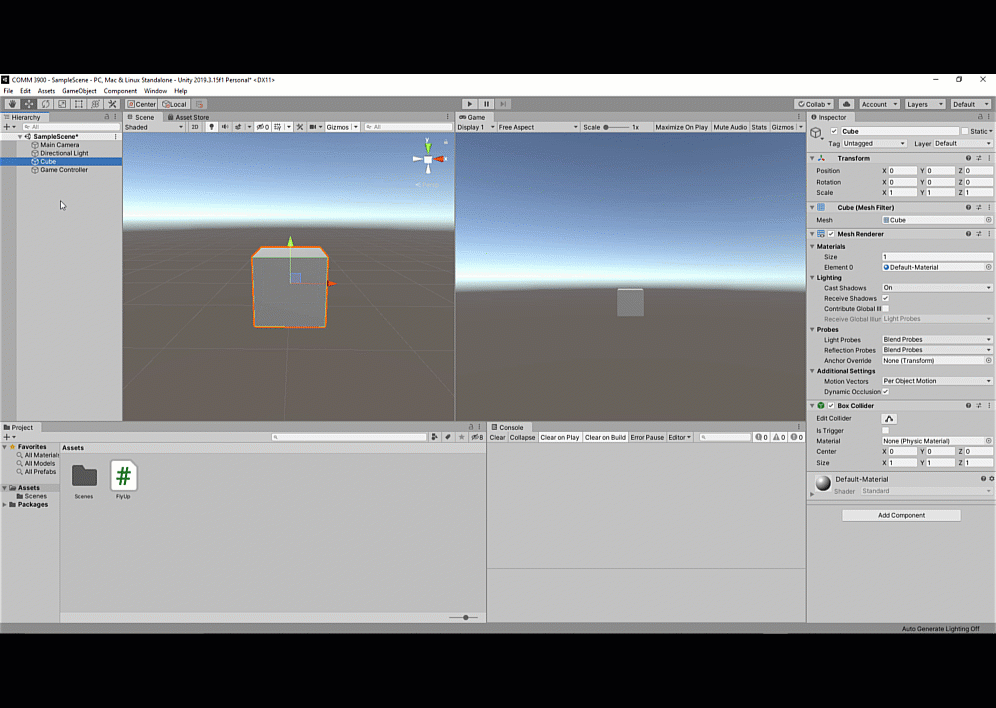 COMM 3900 - SampleScene - PC, Mac & Linux Standalone - Unity 2019.3.15f1 Personal* <DX11>
File Edit Assets GameObject Component Window Help
Center Local Collab Account Layers Default
Hierarchy
All
SampleScene*
Main Camera
Directional Light
Cube
Game Controller
Scene Asset Store
Shaded 2D 0 Gizmos All
y
x
Game
Display 1 Free Aspect Scale 1x Maximize On Play Mute Audio Stats Gizmos
Inspector
Cube Static
Tag Untagged Layer Default
Transform
Position X 0 Y 0 Z 0
Rotation X 0 Y 0 Z 0
Scale X 1 Y 1 Z 1
Cube (Mesh Filter)
Mesh Cube
Mesh Renderer
Materials
Size 1
Element 0 Default-Material
Lighting
Cast Shadows On
Receive Shadows
Contribute Global Ill
Receive Global Illum Light Probes
Probes
Light Probes Blend Probes
Reflection Probes Blend Probes
Anchor Override None (Transform)
Additional Settings
Motion Vectors Per Object Motion
Dynamic Occlusion
Box Collider
Edit Collider
Is Trigger
Material None (Physic Material)
Center X 0 Y 0 Z 0
Size X 1 Y 1 Z 1
Default-Material
Shader Standard
Add Component
Project
8
Favorites
All Materials
All Models
All Prefabs
Assets
Scenes
Packages
Assets
Scenes
#
FlyUp
Console
Clear Collapse Clear on Play Clear on Build Error Pause Editor 0 0 0
Auto Generate Lighting Off